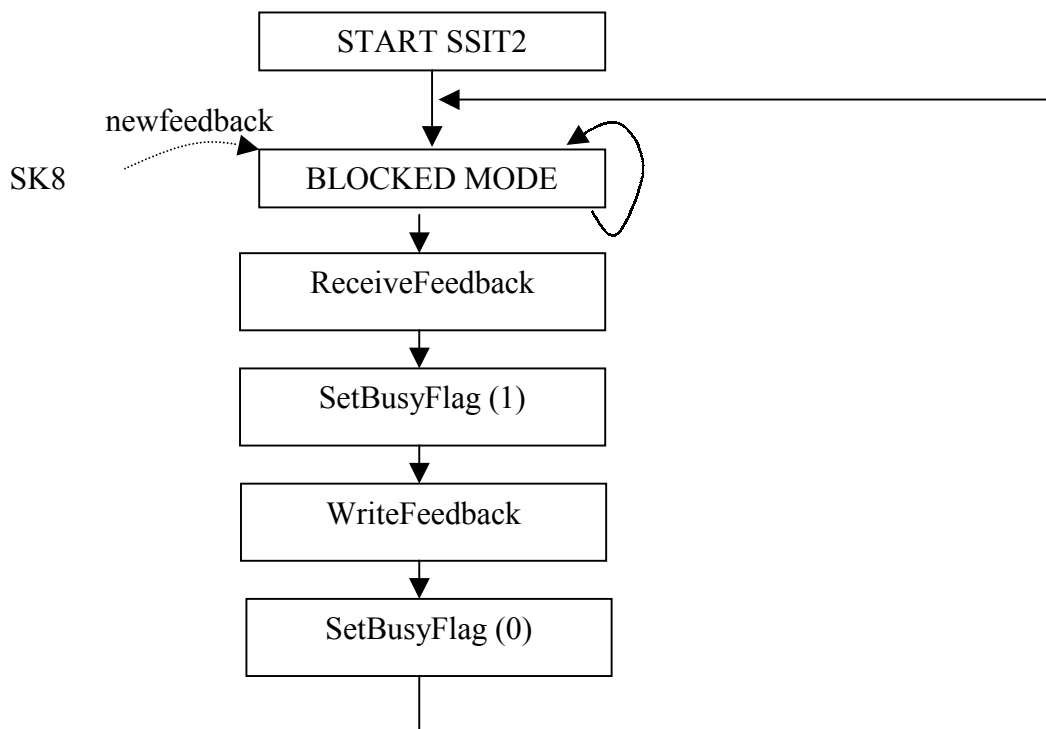 START SSIT2
newfeedback
SK8
BLOCKED MODE
ReceiveFeedback
SetBusyFlag (1)
WriteFeedback
SetBusyFlag (0)